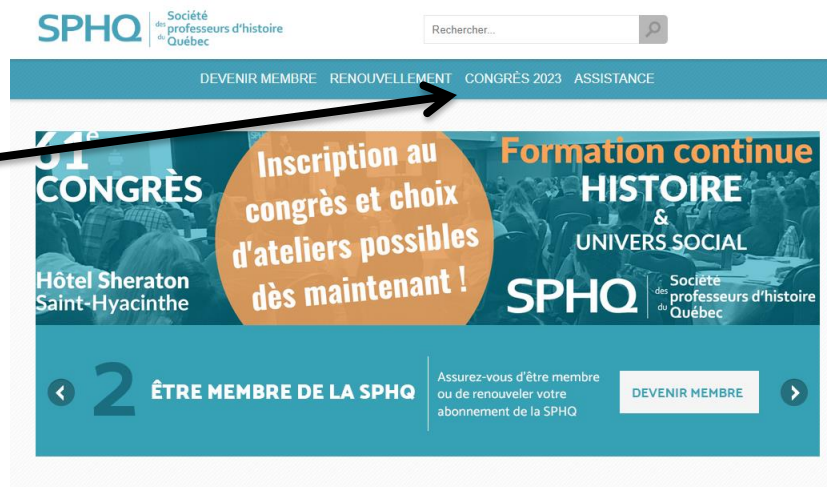 SPHQ
Société
des professeurs d'histoire
du Québec
Rechercher...
DEVENIR MEMBRE RENOUVELLEMENT CONGRÈS 2023 ASSISTANCE
61e
CONGRÈS
Hôtel Sheraton
Saint-Hyacinthe
Inscription au
congrès et choix
d'ateliers possibles
dès maintenant !
Formation continue
HISTOIRE
&
UNIVERS SOCIAL
SPHQ
Société
des professeurs d'histoire
du Québec
2 ÊTRE MEMBRE DE LA SPHQ
Assurez-vous d'être membre
ou de renouveler votre
abonnement de la SPHQ
DEVENIR MEMBRE